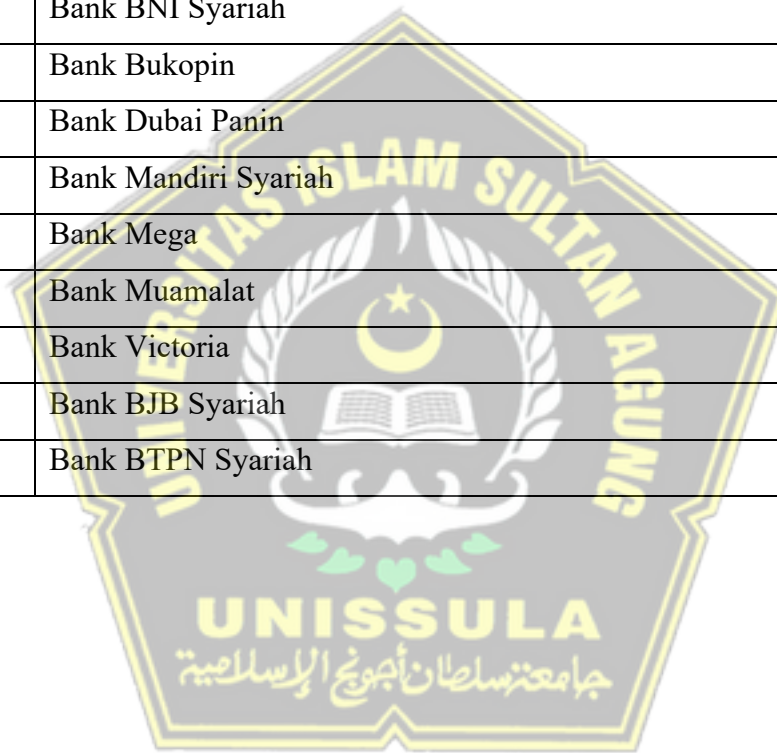 Bank BNI Syariah
Bank Bukopin
Bank Dubai Panin
Bank Mandiri Syariah
Bank Mega
Bank Muamalat
Bank Victoria
Bank BJB Syariah
Bank BTPN Syariah
UNIVERSITAS ISLAM SULTAN AGUNG
UNISSULA
جامعة سلطان أجونج الإسلامية